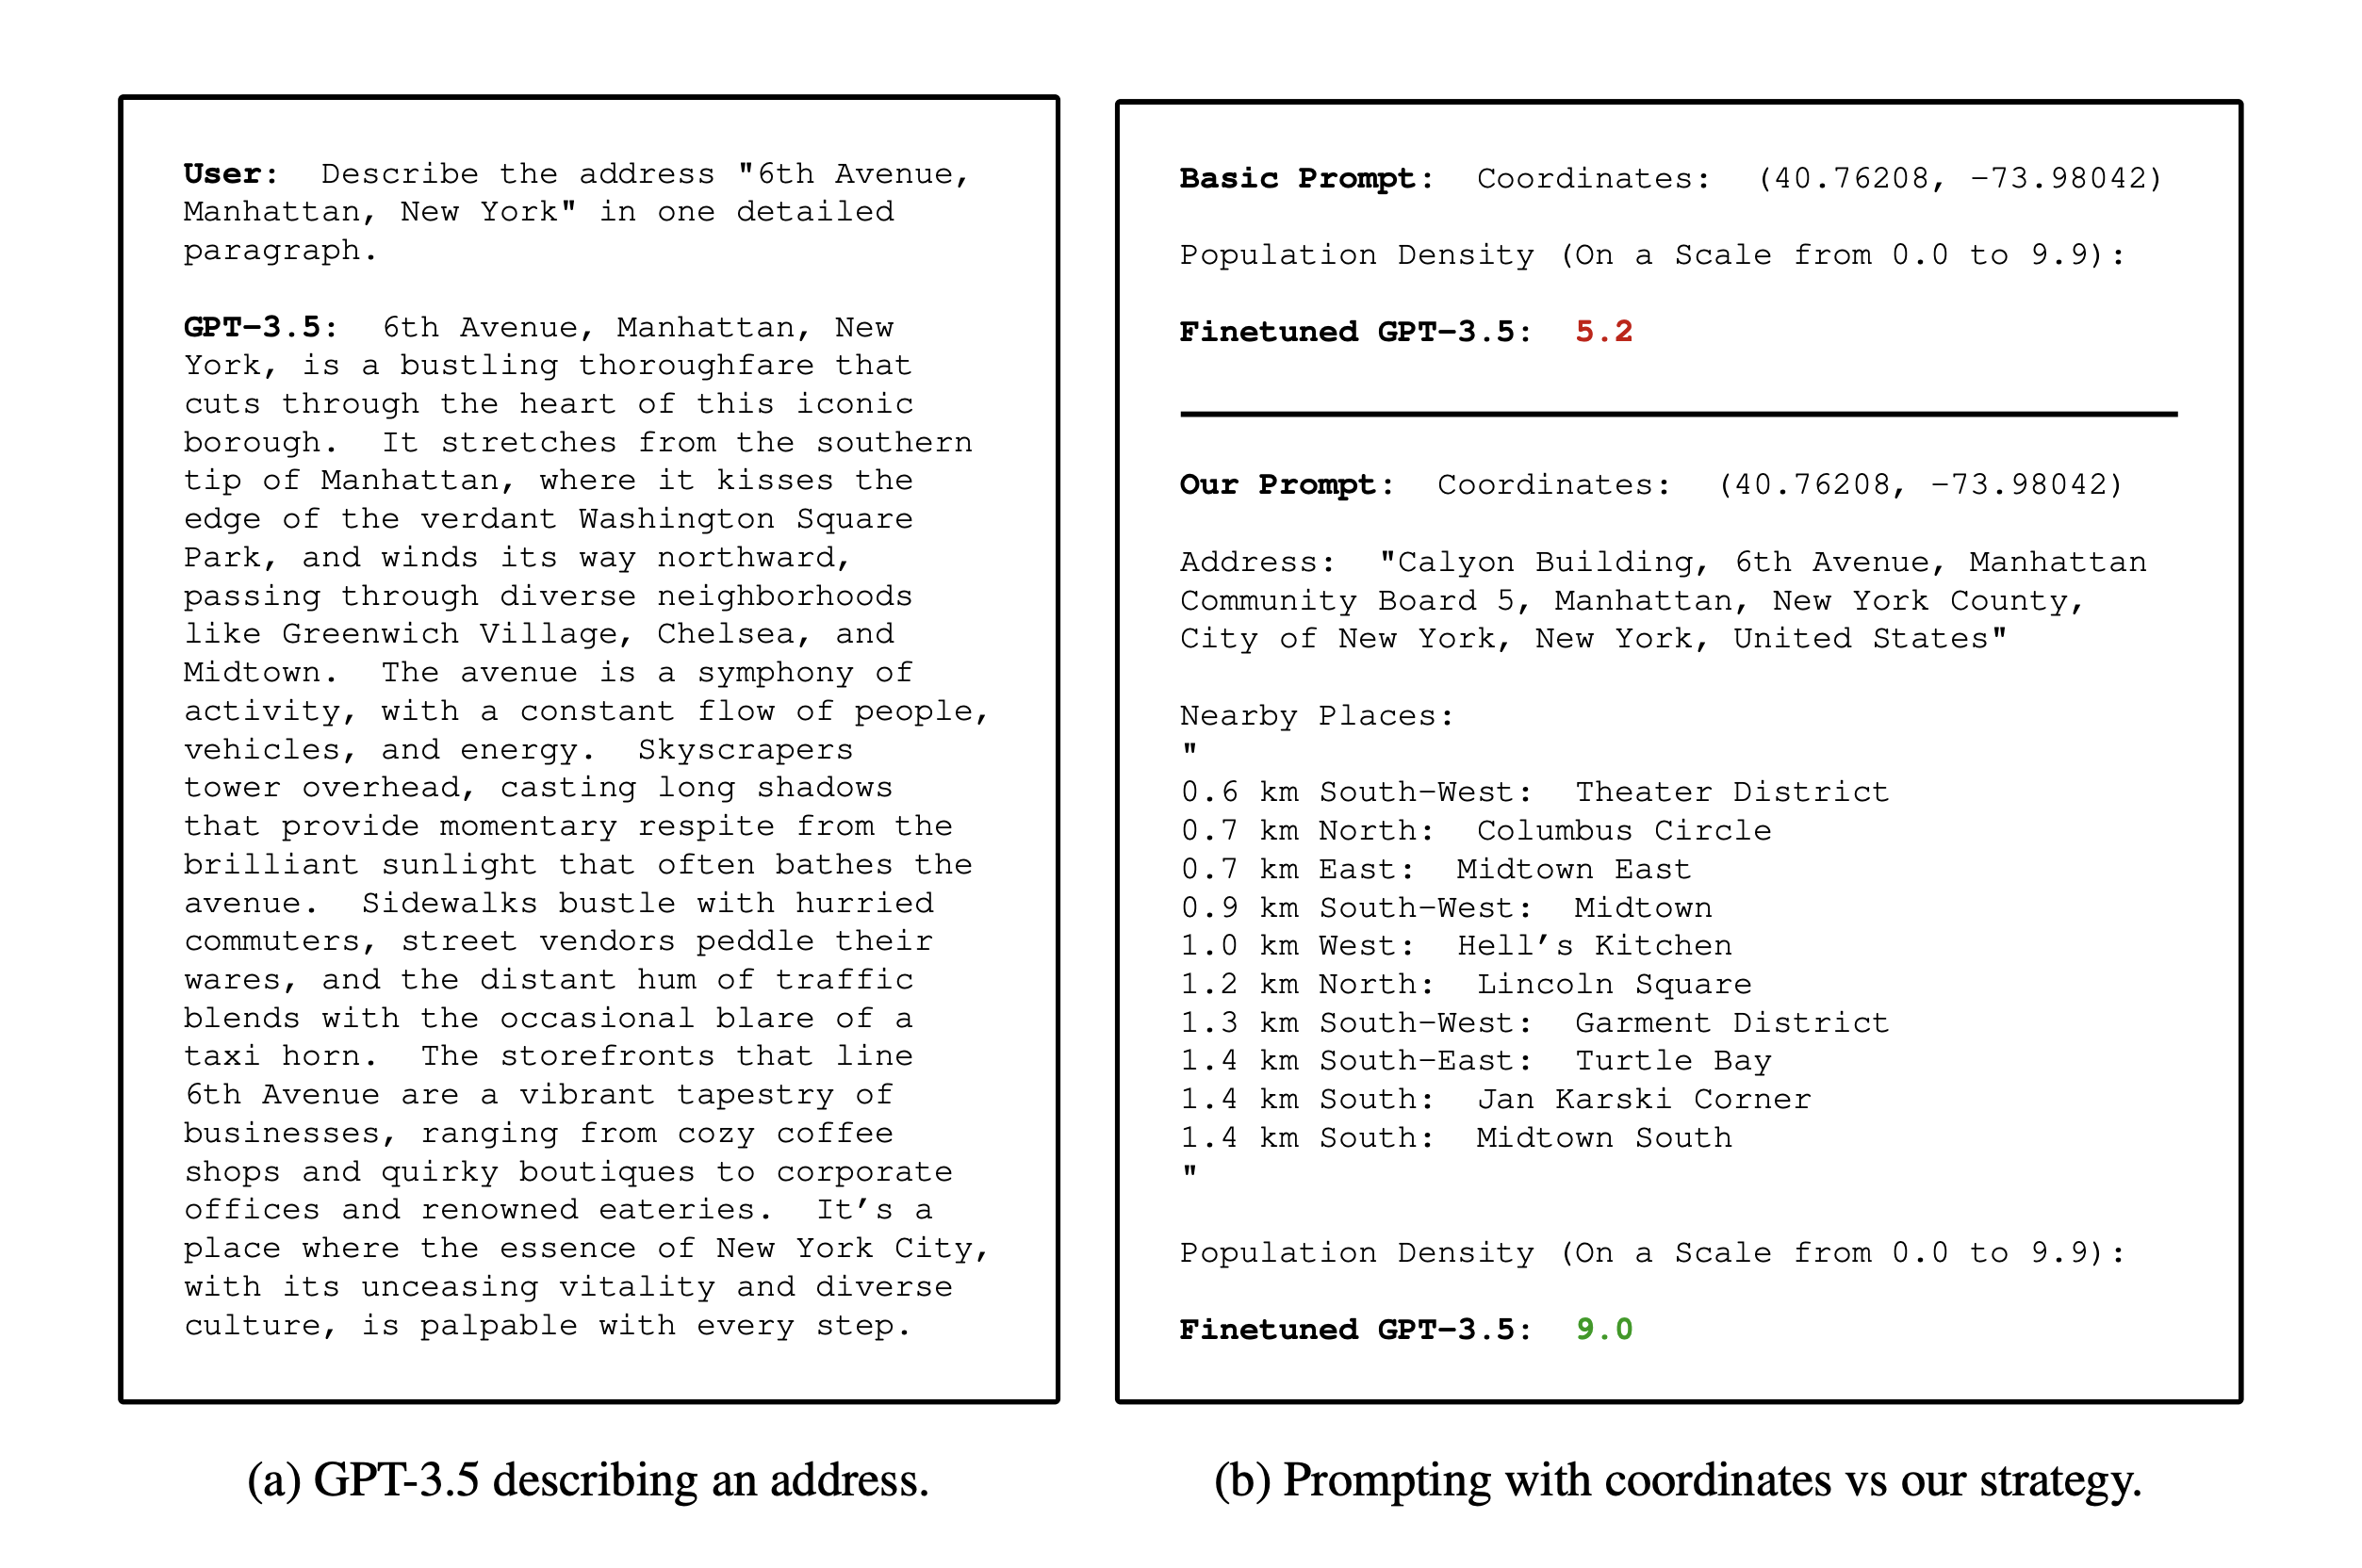 User: Describe the address "6th Avenue,
Manhattan, New York" in one detailed
paragraph.
GPT-3.5: 6th Avenue, Manhattan, New
York, is a bustling thoroughfare that
cuts through the heart of this iconic
borough. It stretches from the southern
tip of Manhattan, where it kisses the
edge of the verdant Washington Square
Park, and winds its way northward,
passing through diverse neighborhoods
like Greenwich Village, Chelsea, and
Midtown. The avenue is a symphony of
activity, with a constant flow of people,
vehicles, and energy. Skyscrapers
tower overhead, casting long shadows
that provide momentary respite from the
brilliant sunlight that often bathes the
avenue. Sidewalks bustle with hurried
commuters, street vendors peddle their
wares, and the distant hum of traffic
blends with the occasional blare of a
taxi horn. The storefronts that line
6th Avenue are a vibrant tapestry of
businesses, ranging from cozy coffee
shops and quirky boutiques to corporate
offices and renowned eateries. It's a
place where the essence of New York City,
with its unceasing vitality and diverse
culture, is palpable with every step.
(a) GPT-3.5 describing an address.
Basic Prompt: Coordinates: (40.76208, -73.98042)
Population Density (On a Scale from 0.0 to 9.9):
Finetuned GPT-3.5: 5.2
Our Prompt: Coordinates: (40.76208, -73.98042)
Address: "Calyon Building, 6th Avenue, Manhattan
Community Board 5, Manhattan, New York County,
City of New York, New York, United States"
Nearby Places:
"
0.6 km South-West: Theater District
0.7 km North: Columbus Circle
0.7 km East: Midtown East
0.9 km South-West: Midtown
1.0 km West: Hell's Kitchen
1.2 km North: Lincoln Square
1.3 km South-West: Garment District
1.4 km South-East: Turtle Bay
1.4 km South: Jan Karski Corner
1.4 km South: Midtown South
"
Population Density (On a Scale from 0.0 to 9.9):
Finetuned GPT-3.5: 9.0
(b) Prompting with coordinates vs our strategy.